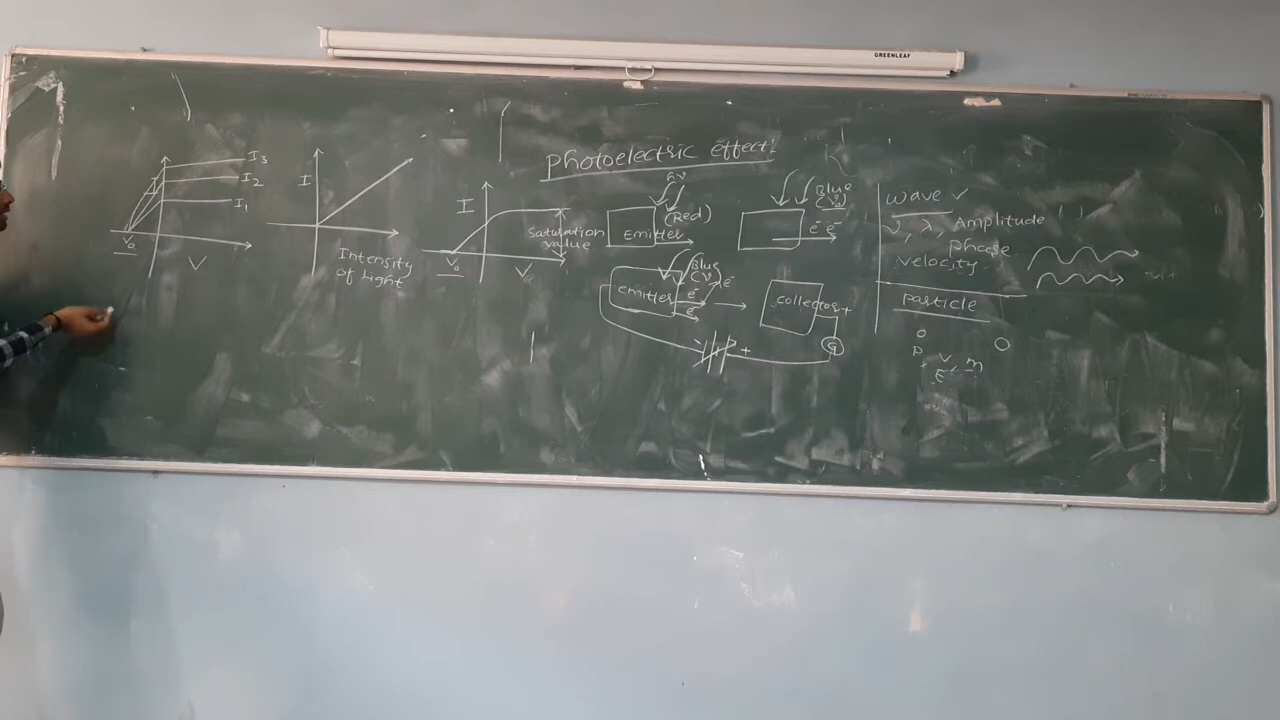 GREENLEAF
Photoelectric effect:
I3
I2
I1
V0
V
I
Intensity
of light
I
V0
V
Saturation
value
hν
(Red)
Emitter
Blue
(ν)
e⁻ e⁻
Blue
(ν)
e⁻
emitter
e⁻
e⁻
collector +
+
G
wave ✓
ν, λ, Amplitude
phase
velocity
particle
P
v, m
E